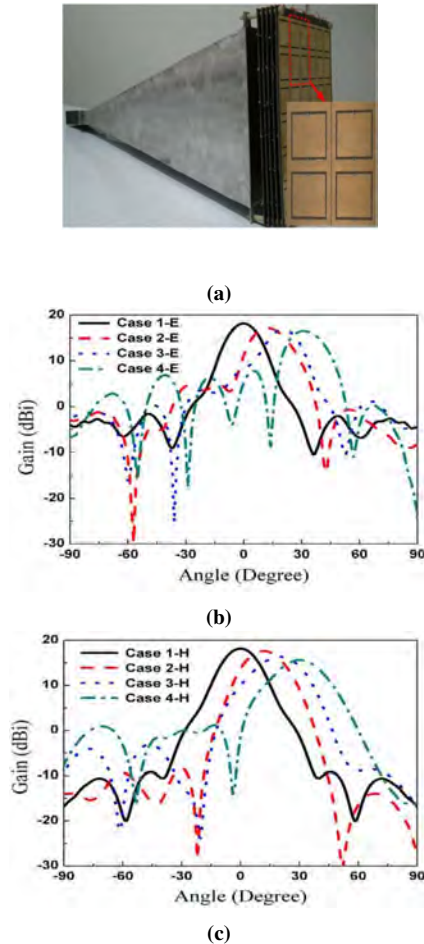 (a)
20
10
0
-10
-20
-30
Gain (dBi)
Case 1-E
Case 2-E
Case 3-E
Case 4-E
-90
-60
-30
0
30
60
90
Angle (Degree)
(b)
20
10
0
-10
-20
-30
Gain (dBi)
Case 1-H
Case 2-H
Case 3-H
Case 4-H
-90
-60
-30
0
30
60
90
Angle (Degree)
(c)